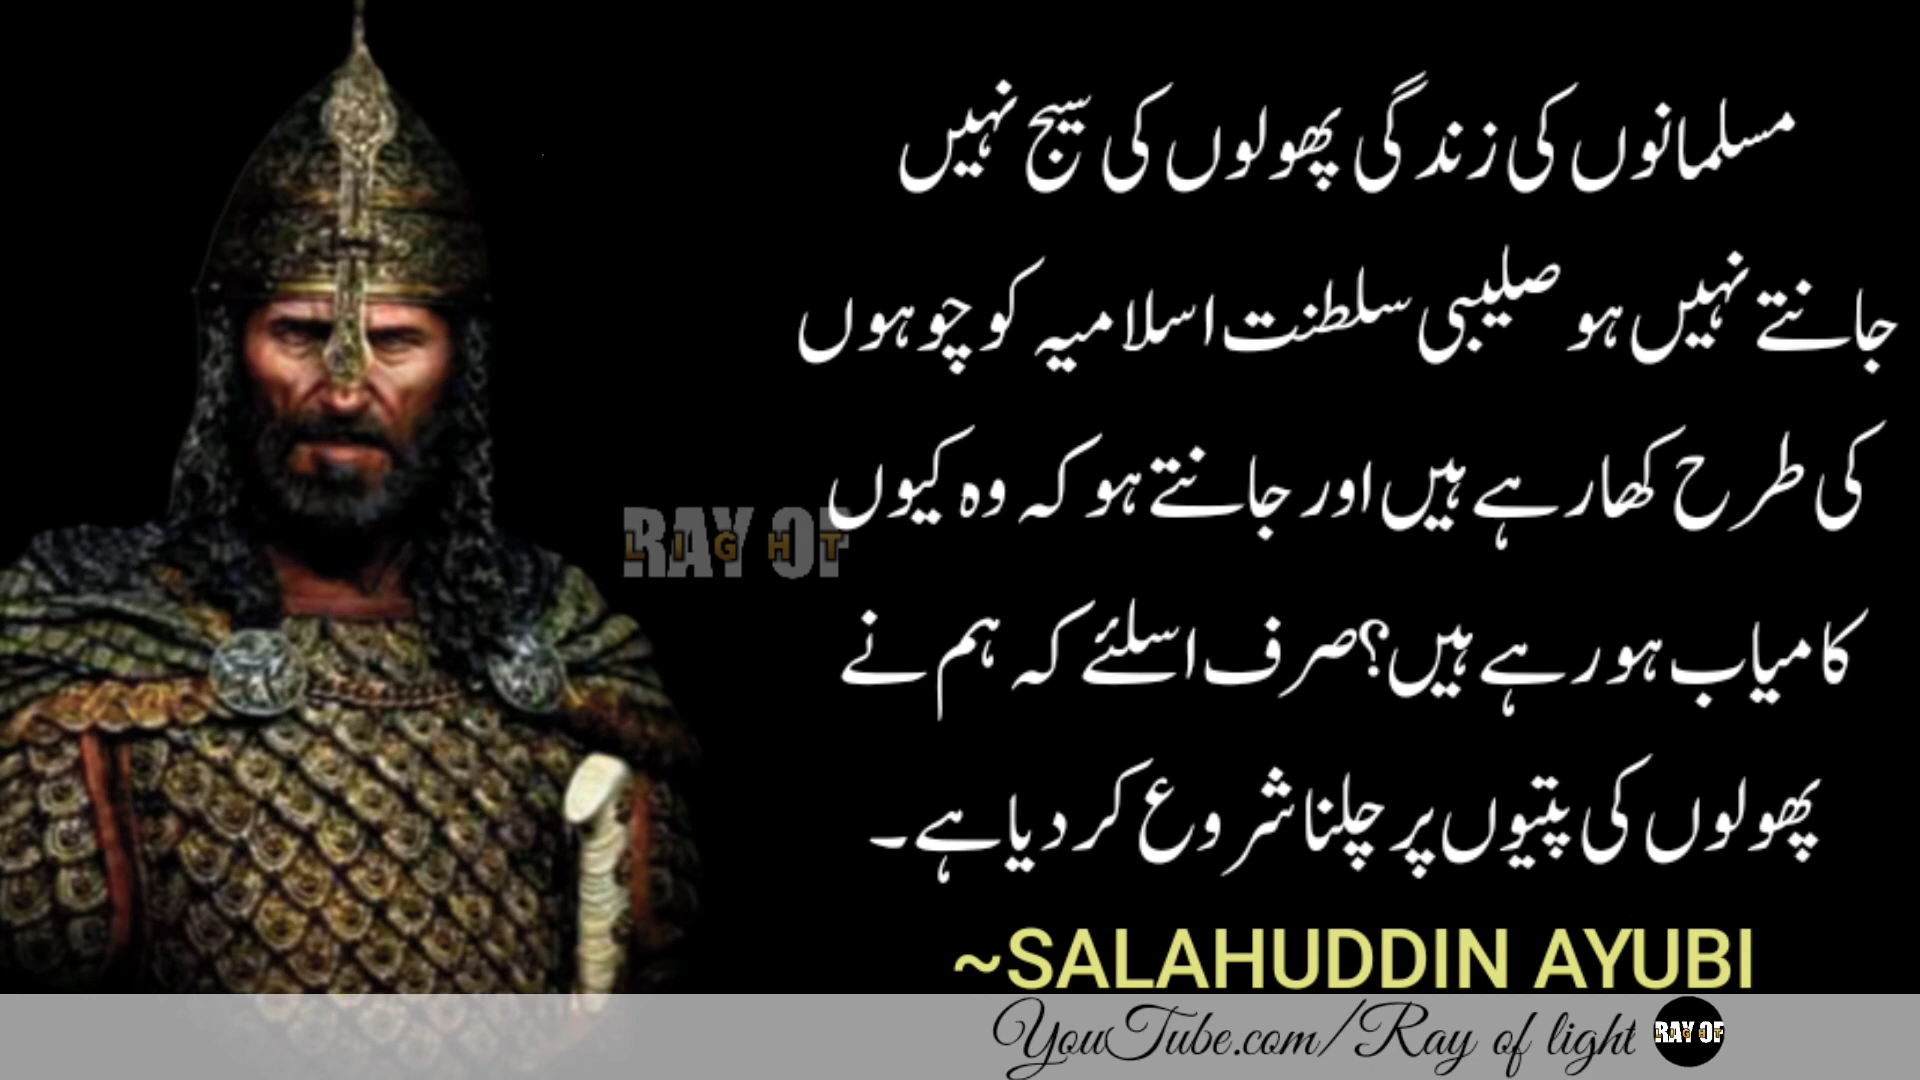 مسلمانوں کی زندگی پھولوں کی سیج نہیں
جانتے نہیں ہو صلیبی سلطنت اسلامیہ کو چوہوں
کی طرح کھا رہے ہیں اور جانتے ہو کہ وہ کیوں
کامیاب ہو رہے ہیں؟ صرف اسلئے کہ ہم نے
پھولوں کی پتیوں پر چلنا شروع کر دیا ہے۔
~SALAHUDDIN AYUBI
RAY OF
LIGHT
YouTube.com/Ray of light
RAY OF
LIGHT